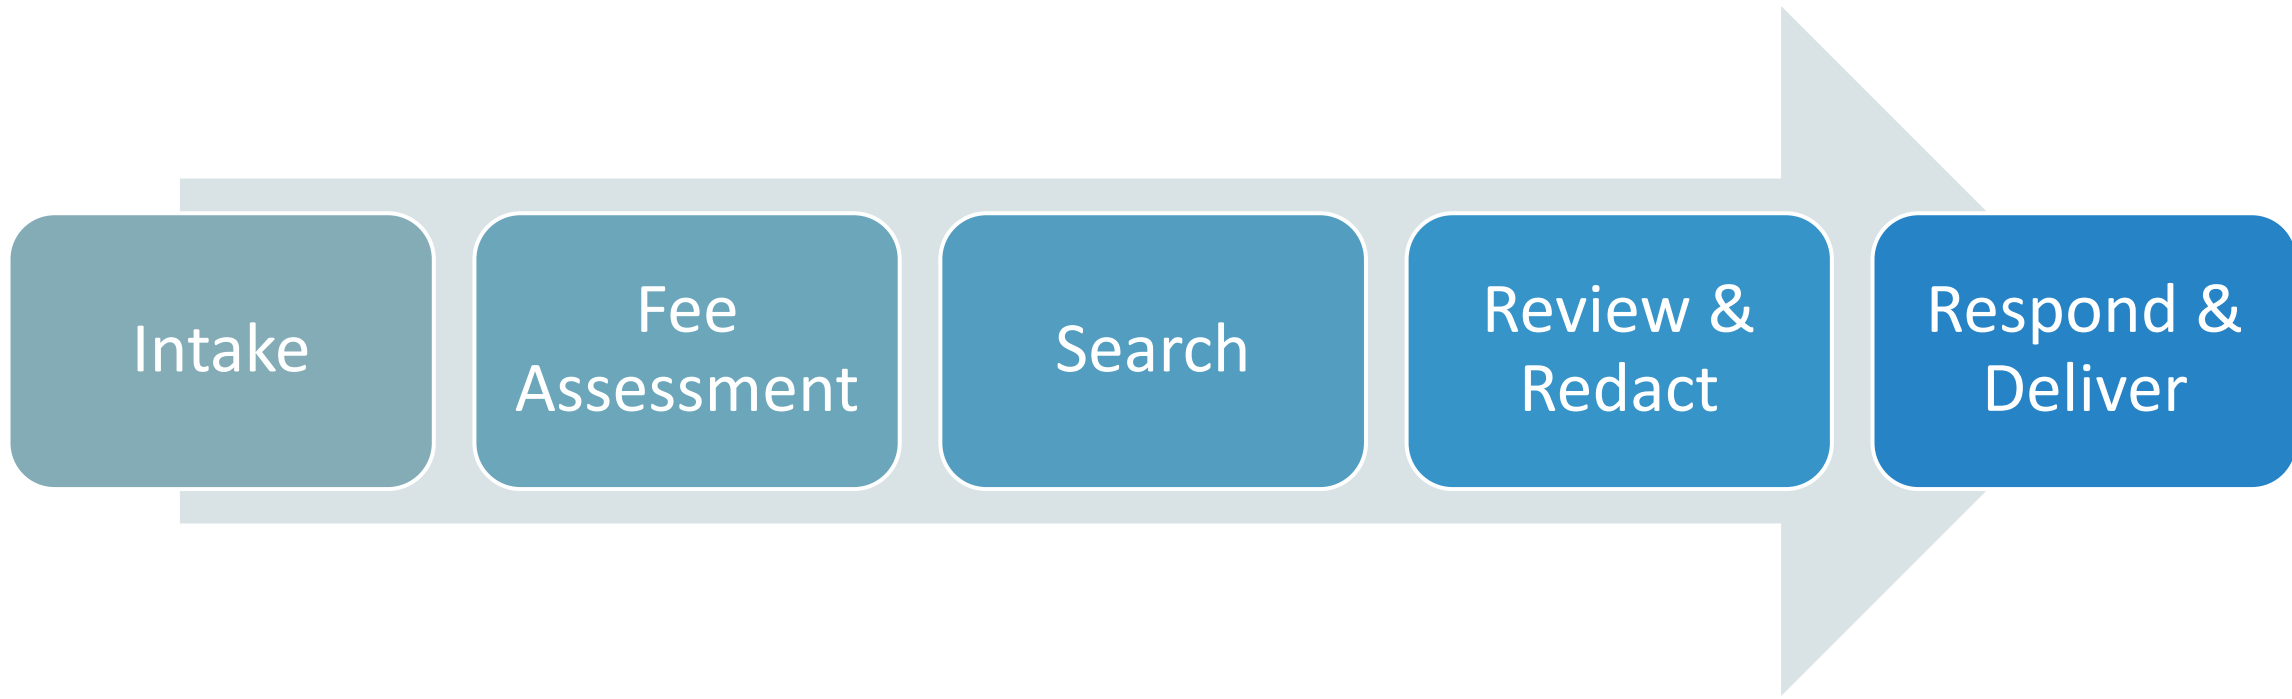 Intake
Fee
Assessment
Search
Review &
Redact
Respond &
Deliver